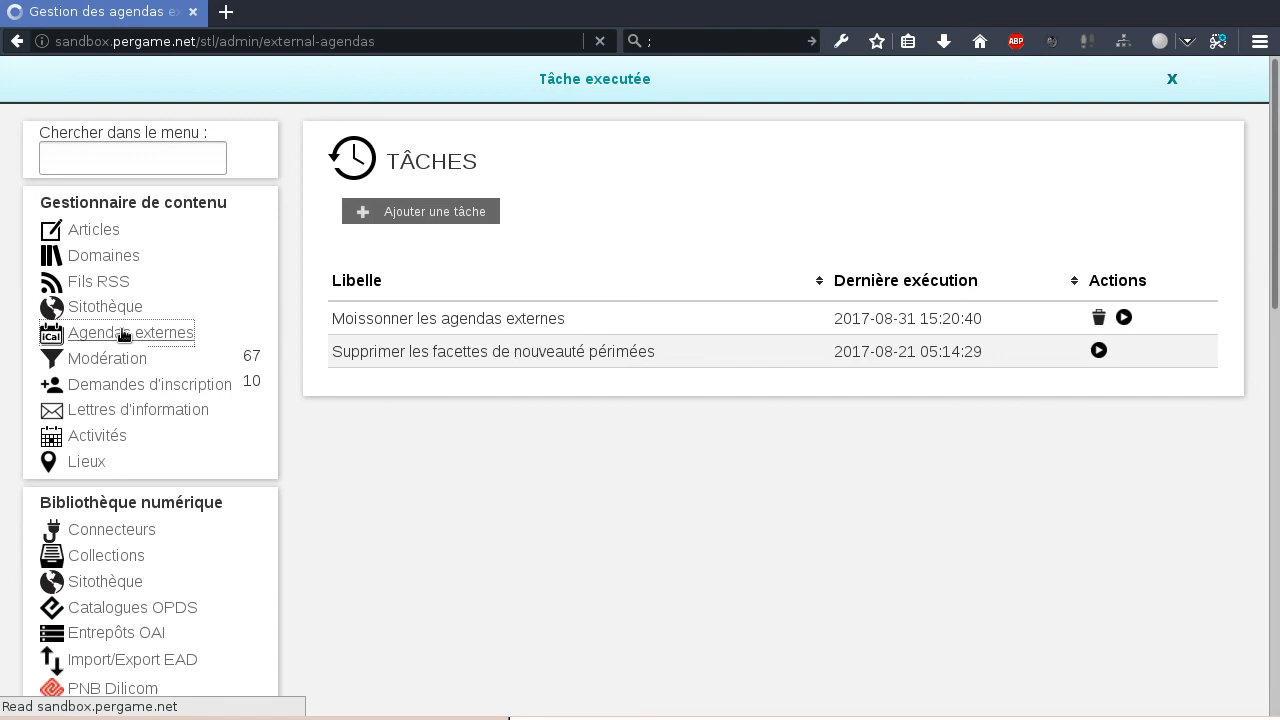 Gestion des agendas ex
sandbox.pergame.net/stl/admin/external-agendas
;
ABP
Tâche executée
x
Chercher dans le menu :
Gestionnaire de contenu
Articles
Domaines
Fils RSS
Sitothèque
iCal Agendas externes
Modération 67
Demandes d'inscription 10
Lettres d'information
Activités
Lieux
Bibliothèque numérique
Connecteurs
Collections
Sitothèque
Catalogues OPDS
Entrepôts OAI
Import/Export EAD
PNB Dilicom
TÂCHES
Ajouter une tâche
Libelle Dernière exécution Actions
Moissonner les agendas externes 2017-08-31 15:20:40
Supprimer les facettes de nouveauté périmées 2017-08-21 05:14:29
Read sandbox.pergame.net